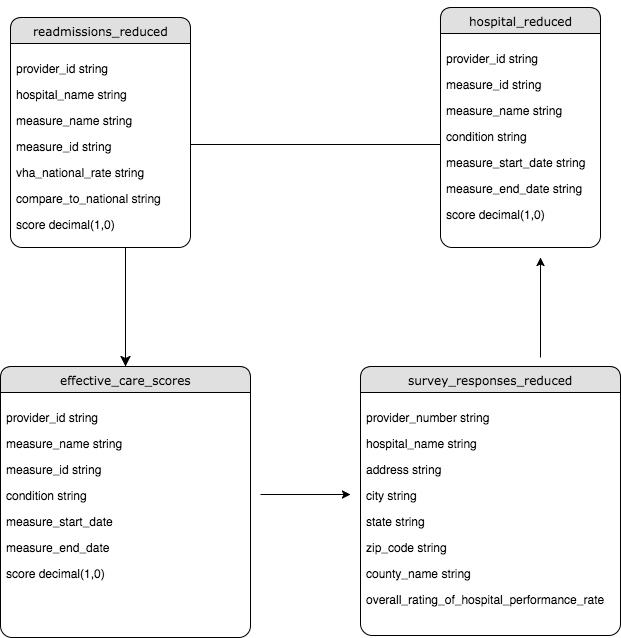 readmissions_reduced
provider_id string
hospital_name string
measure_name string
measure_id string
vha_national_rate string
compare_to_national string
score decimal(1,0)
hospital_reduced
provider_id string
measure_id string
measure_name string
condition string
measure_start_date string
measure_end_date string
score decimal(1,0)
effective_care_scores
provider_id string
measure_name string
measure_id string
condition string
measure_start_date
measure_end_date
score decimal(1,0)
survey_responses_reduced
provider_number string
hospital_name string
address string
city string
state string
zip_code string
county_name string
overall_rating_of_hospital_performance_rate